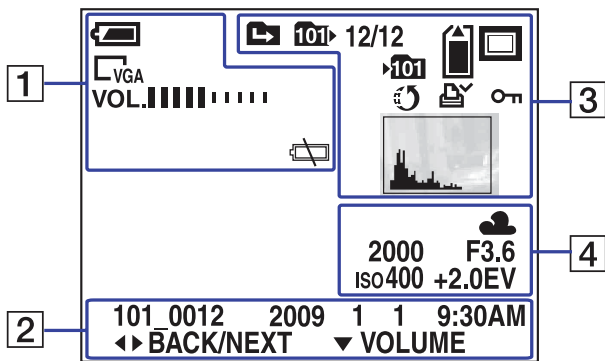 101 12/12
101
VGA
VOL.
1
3
2000 F3.6
ISO400 +2.0EV
4
101_0012 2009 1 1 9:30AM
BACK/NEXT VOLUME
2